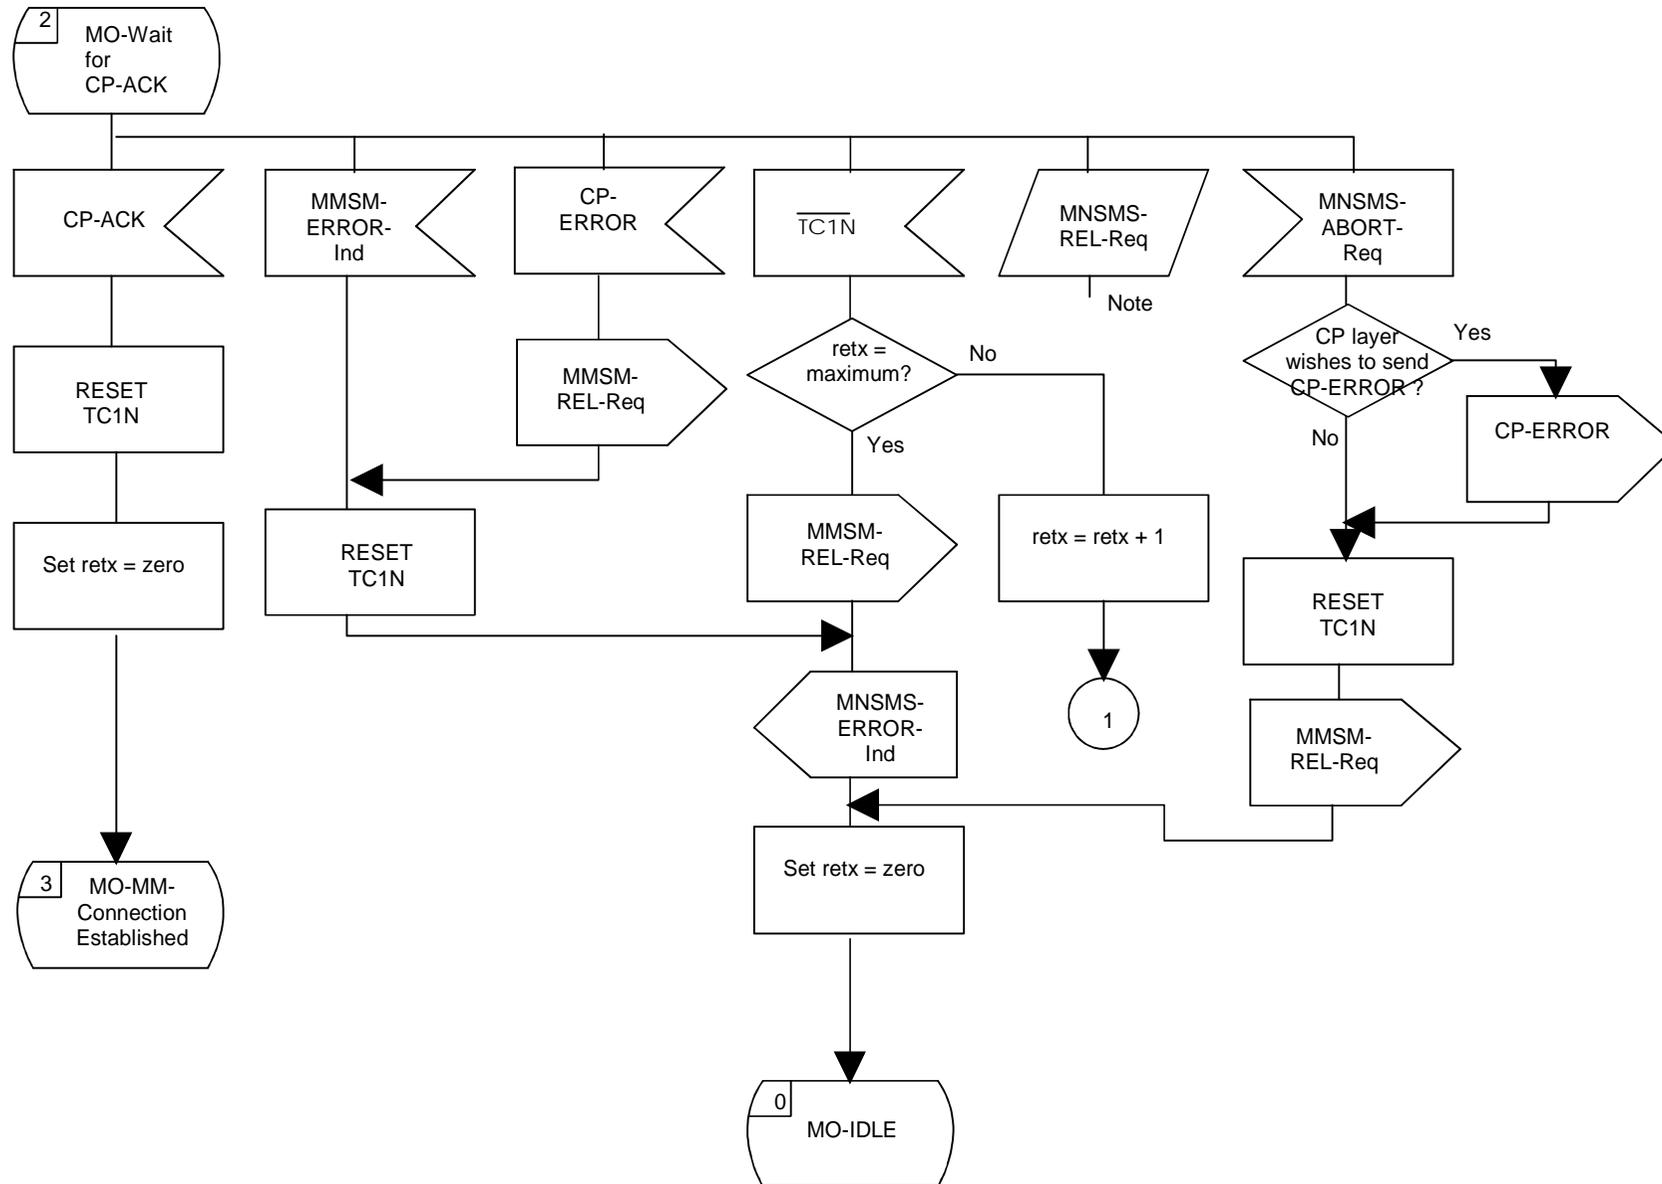 2
MO-Wait
for
CP-ACK
CP-ACK
MMSM-
ERROR-
Ind
CP-
ERROR
TC1N
MNSMS-
REL-Req
Note
MNSMS-
ABORT-
Req
RESET
TC1N
MMSM-
REL-Req
retx =
maximum?
No
Yes
CP layer
wishes to send
CP-ERROR ?
Yes
No
CP-ERROR
Set retx = zero
RESET
TC1N
MMSM-
REL-Req
retx = retx + 1
RESET
TC1N
MNSMS-
ERROR-
Ind
1
MMSM-
REL-Req
Set retx = zero
3
MO-MM-
Connection
Established
0
MO-IDLE